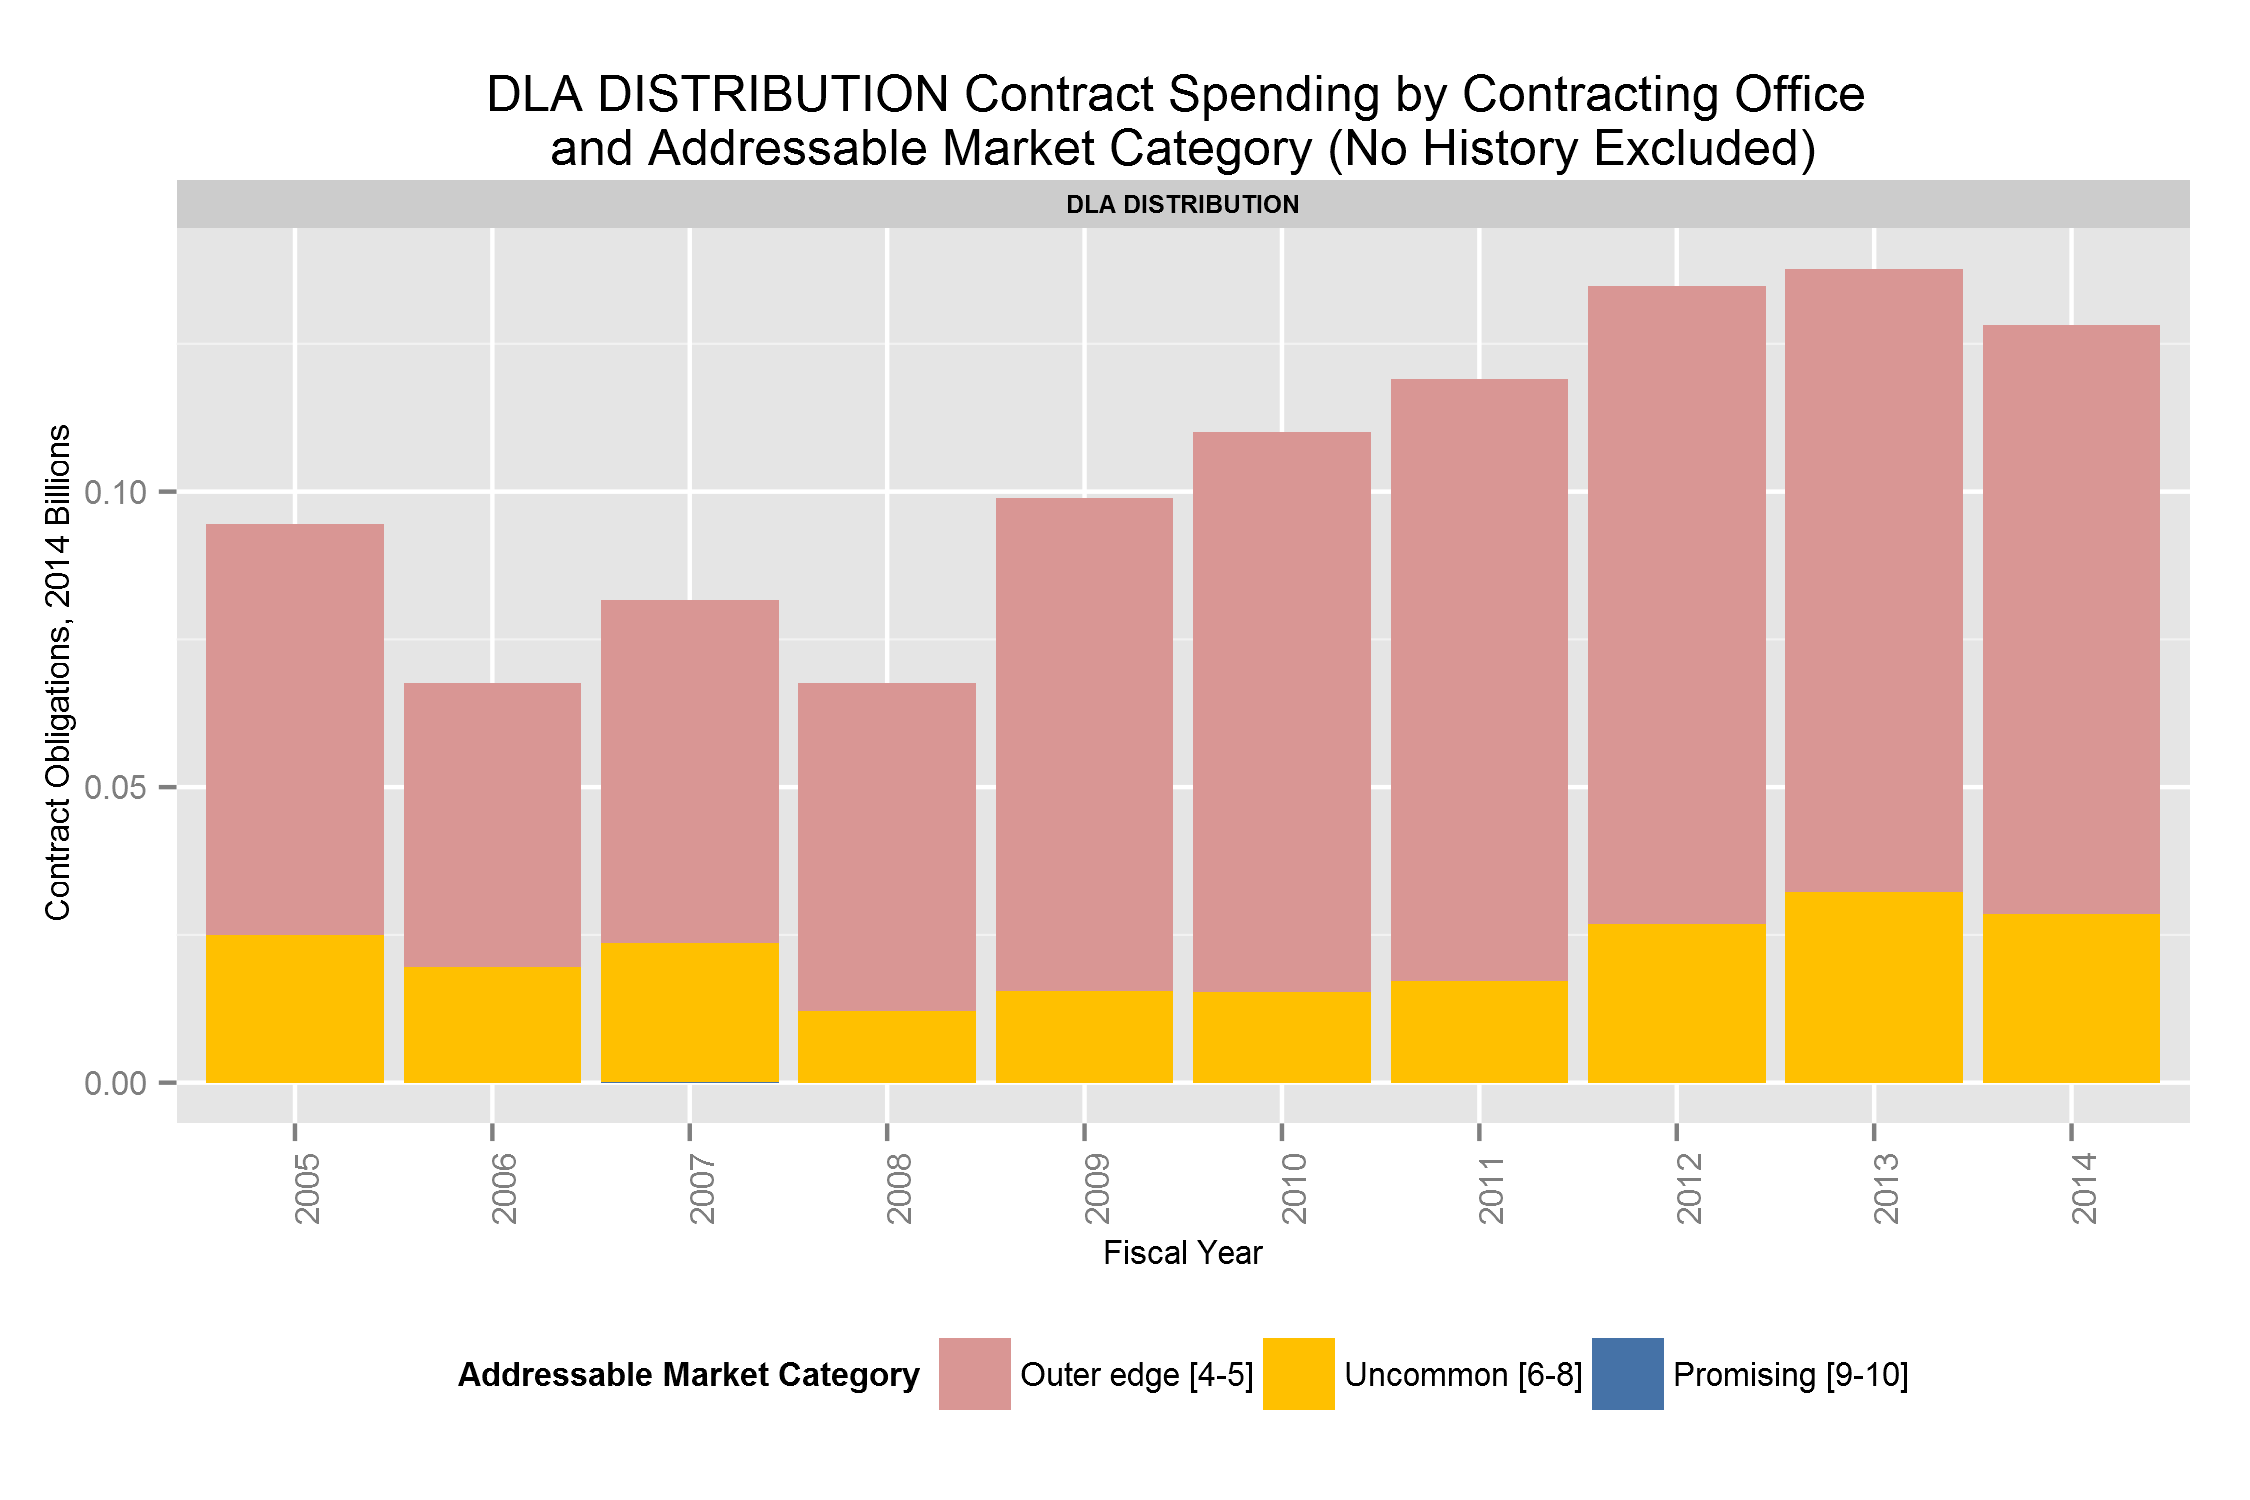 DLA DISTRIBUTION Contract Spending by Contracting Office
and Addressable Market Category (No History Excluded)
DLA DISTRIBUTION
Contract Obligations, 2014 Billions
0.10
0.05
0.00
2005
2006
2007
2008
2009
2010
2011
2012
2013
2014
Fiscal Year
Addressable Market Category
Outer edge [4-5]
Uncommon [6-8]
Promising [9-10]